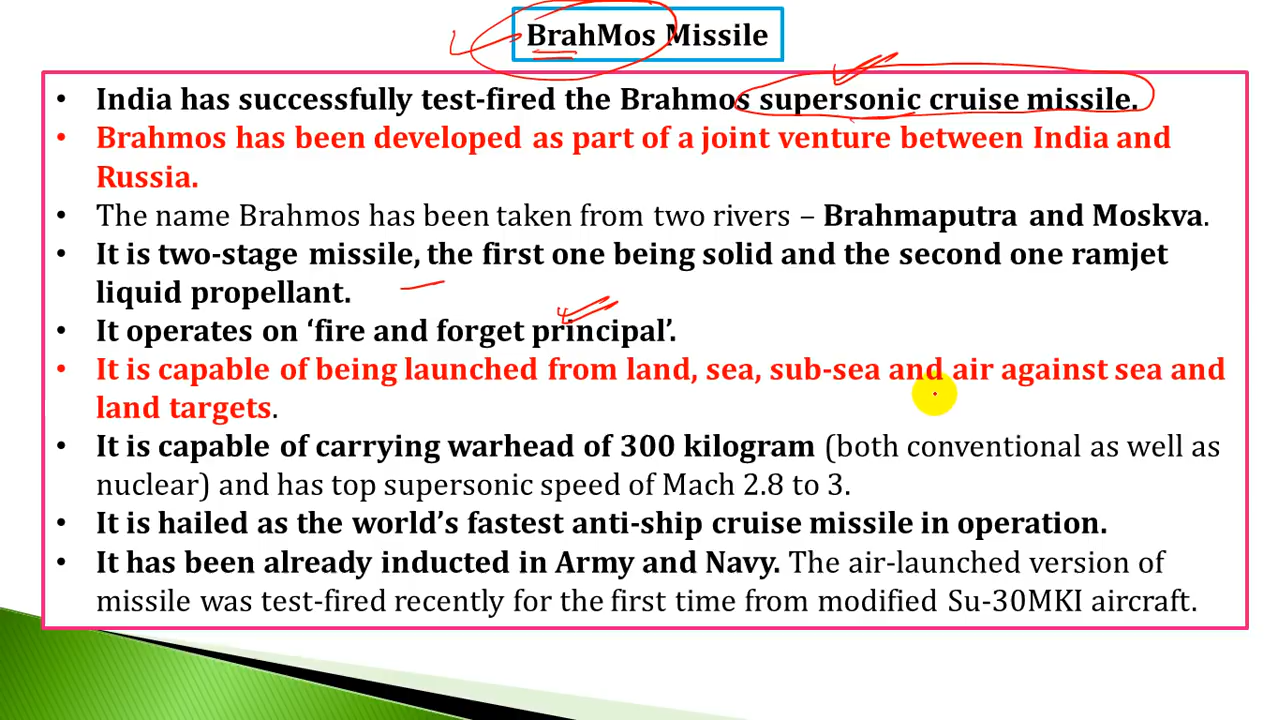 BrahMos Missile
• India has successfully test-fired the Brahmos supersonic cruise missile.
• Brahmos has been developed as part of a joint venture between India and
Russia.
• The name Brahmos has been taken from two rivers – Brahmaputra and Moskva.
• It is two-stage missile, the first one being solid and the second one ramjet
liquid propellant.
• It operates on ‘fire and forget principal’.
• It is capable of being launched from land, sea, sub-sea and air against sea and
land targets.
• It is capable of carrying warhead of 300 kilogram (both conventional as well as
nuclear) and has top supersonic speed of Mach 2.8 to 3.
• It is hailed as the world’s fastest anti-ship cruise missile in operation.
• It has been already inducted in Army and Navy. The air-launched version of
missile was test-fired recently for the first time from modified Su-30MKI aircraft.